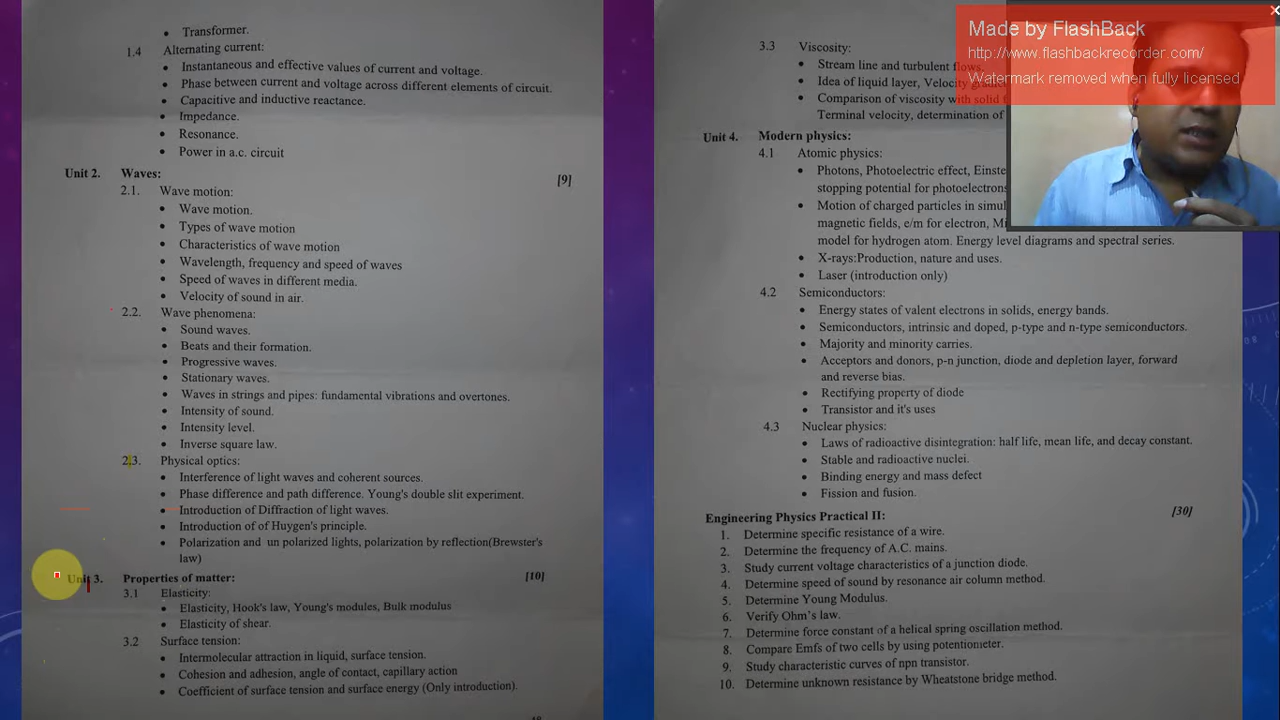 • Transformer.
1.4 Alternating current:
• Instantaneous and effective values of current and voltage.
• Phase between current and voltage across different elements of circuit.
• Capacitive and inductive reactance.
• Impedance.
• Resonance.
• Power in a.c. circuit
Unit 2. Waves: [9]
2.1. Wave motion:
• Wave motion.
• Types of wave motion
• Characteristics of wave motion
• Wavelength, frequency and speed of waves
• Speed of waves in different media.
• Velocity of sound in air.
2.2. Wave phenomena:
• Sound waves.
• Beats and their formation.
• Progressive waves.
• Stationary waves.
• Waves in strings and pipes: fundamental vibrations and overtones.
• Intensity of sound.
• Intensity level.
• Inverse square law.
2.3. Physical optics:
• Interference of light waves and coherent sources.
• Phase difference and path difference. Young's double slit experiment.
• Introduction of Diffraction of light waves.
• Introduction of of Huygen's principle.
• Polarization and un polarized lights, polarization by reflection(Brewster's
law)
Unit 3. Properties of matter: [10]
3.1 Elasticity:
• Elasticity, Hook's law, Young's modules, Bulk modulus
• Elasticity of shear.
3.2 Surface tension:
• Intermolecular attraction in liquid, surface tension.
• Cohesion and adhesion, angle of contact, capillary action
• Coefficient of surface tension and surface energy (Only introduction).
3.3 Viscosity:
• Stream line and turbulent flows.
• Idea of liquid layer, Velocity gradient
• Comparison of viscosity with solid
Terminal velocity, determination of
Unit 4. Modern physics:
4.1 Atomic physics:
• Photons, Photoelectric effect,
stopping potential for photoelectrons
• Motion of charged particles in
magnetic fields, e/m for electron,
model for hydrogen atom. Energy level diagrams and spectral series.
• X-rays:Production, nature and uses.
• Laser (introduction only)
4.2 Semiconductors:
• Energy states of valent electrons in solids, energy bands.
• Semiconductors, intrinsic and doped, p-type and n-type semiconductors.
• Majority and minority carries.
• Acceptors and donors, p-n junction, diode and depletion layer, forward
and reverse bias.
• Rectifying property of diode
• Transistor and it's uses
4.3 Nuclear physics:
• Laws of radioactive disintegration: half life, mean life, and decay constant.
• Stable and radioactive nuclei.
• Binding energy and mass defect
• Fission and fusion.
Engineering Physics Practical II: [30]
1. Determine specific resistance of a wire.
2. Determine the frequency of A.C. mains.
3. Study current voltage characteristics of a junction diode.
4. Determine speed of sound by resonance air column method.
5. Determine Young Modulus.
6. Verify Ohm's law.
7. Determine force constant of a helical spring oscillation method.
8. Compare Emfs of two cells by using potentiometer.
9. Study characteristic curves of npn transistor.
10. Determine unknown resistance by Wheatstone bridge method.
Made by FlashBack
http://www.flashbackrecorder.com/
Watermark removed when fully licensed